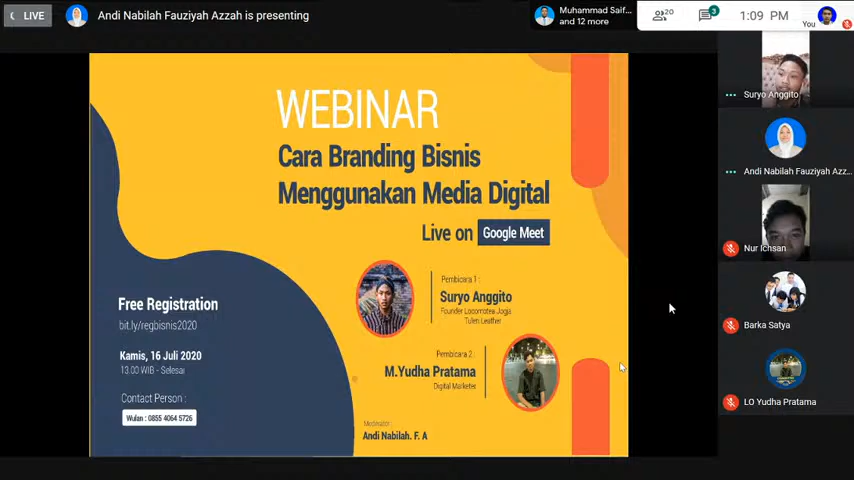 LIVE
Andi Nabilah Fauziyah Azzah is presenting
Muhammad Saif...
and 12 more
20
3
1:09 PM
You
WEBINAR
Cara Branding Bisnis
Menggunakan Media Digital
Live on Google Meet
Pembicara 1 :
Suryo Anggito
Founder Locomotea Jogja
Tulen Leather
Free Registration
bit.ly/regbisnis2020
Kamis, 16 Juli 2020
13.00 WIB - Selesai
Contact Person :
Wulan : 0855 4064 5726
Pembicara 2 :
M.Yudha Pratama
Digital Marketer
Moderator :
Andi Nabilah. F. A
Suryo Anggito
Andi Nabilah Fauziyah Azz...
Nur Ichsan
Barka Satya
LO Yudha Pratama